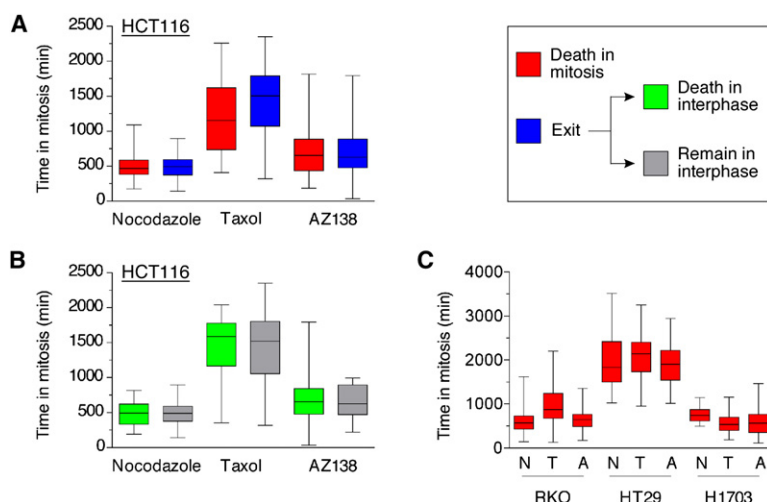 A
HCT116
Time in mitosis (min)
2500
2000
1500
1000
500
0
Nocodazole
Taxol
AZ138
Death in
mitosis
Exit
Death in
interphase
Remain in
interphase
B
HCT116
Time in mitosis (min)
2500
2000
1500
1000
500
0
Nocodazole
Taxol
AZ138
C
Time in mitosis (min)
4000
3000
2000
1000
0
N T A N T A N T A
RKO HT29 H1703